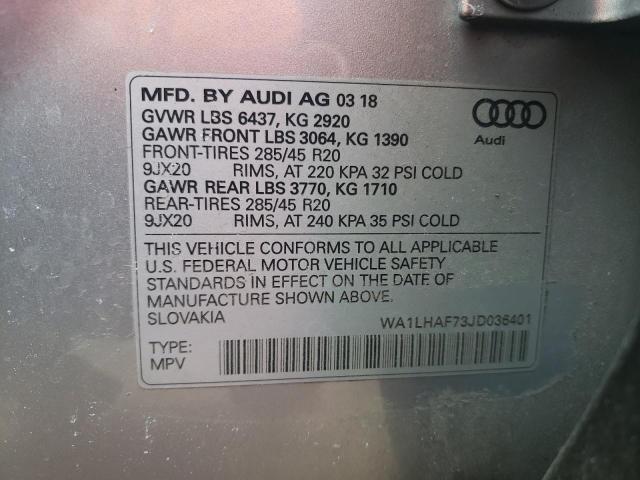 MFD. BY AUDI AG 03 18
GVWR LBS 6437, KG 2920
GAWR FRONT LBS 3064, KG 1390
FRONT-TIRES 285/45 R20
9JX20 RIMS, AT 220 KPA 32 PSI COLD
GAWR REAR LBS 3770, KG 1710
REAR-TIRES 285/45 R20
9JX20 RIMS, AT 240 KPA 35 PSI COLD
Audi
THIS VEHICLE CONFORMS TO ALL APPLICABLE
U.S. FEDERAL MOTOR VEHICLE SAFETY
STANDARDS IN EFFECT ON THE DATE OF
MANUFACTURE SHOWN ABOVE.
SLOVAKIA WA1LHAF73JD036401
TYPE:
MPV